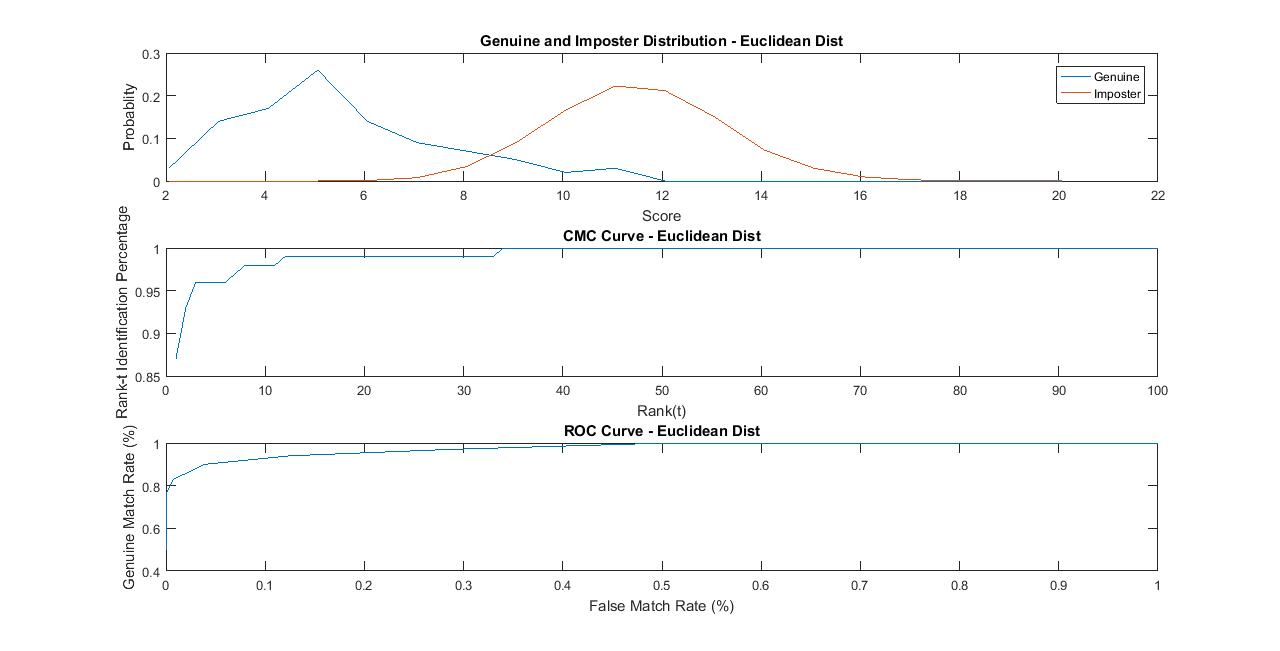 Genuine and Imposter Distribution - Euclidean Dist
Probablity
0.3
0.2
0.1
0
Genuine
Imposter
2 4 6 8 10 12 14 16 18 20 22
Score
CMC Curve - Euclidean Dist
Rank-t Identification Percentage
1
0.95
0.9
0.85
0 10 20 30 40 50 60 70 80 90 100
Rank(t)
ROC Curve - Euclidean Dist
Genuine Match Rate (%)
1
0.8
0.6
0.4
0 0.1 0.2 0.3 0.4 0.5 0.6 0.7 0.8 0.9 1
False Match Rate (%)